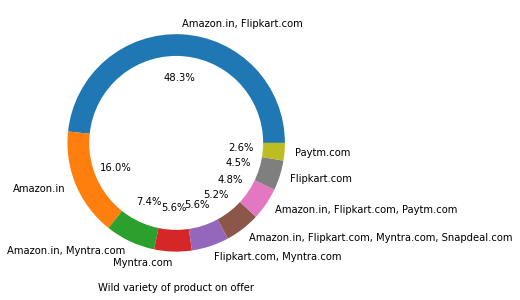 Amazon.in, Flipkart.com
48.3%
2.6%
Paytm.com
4.5%
Flipkart.com
16.0%
4.8%
Amazon.in
5.2%
7.4%
5.6%
5.6%
Amazon.in, Flipkart.com, Paytm.com
Amazon.in, Flipkart.com, Myntra.com, Snapdeal.com
Amazon.in, Myntra.com
Flipkart.com, Myntra.com
Myntra.com
Wild variety of product on offer